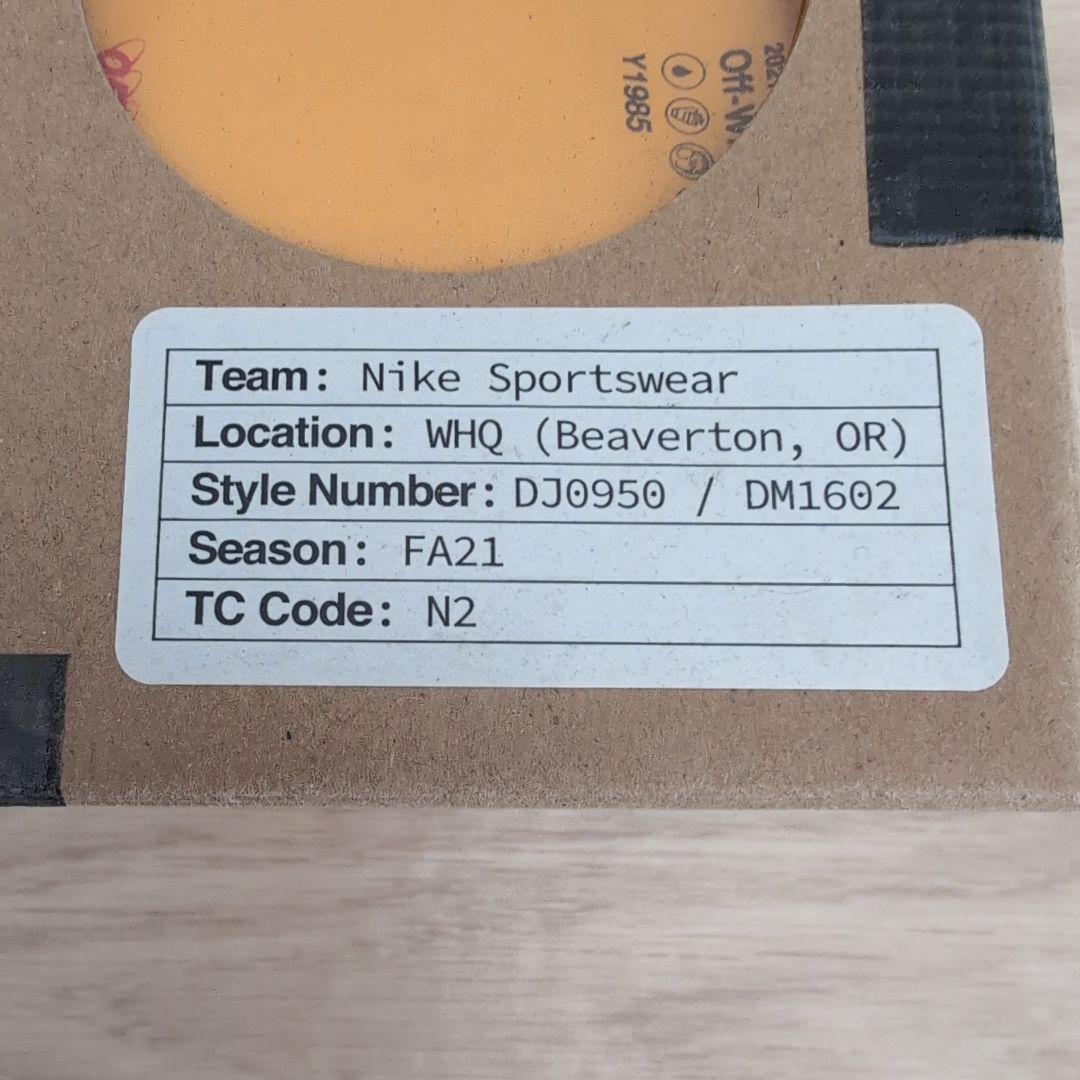 Off-W
Y1985
Team: Nike Sportswear
Location: WHQ (Beaverton, OR)
Style Number: DJ0950 / DM1602
Season: FA21
TC Code: N2